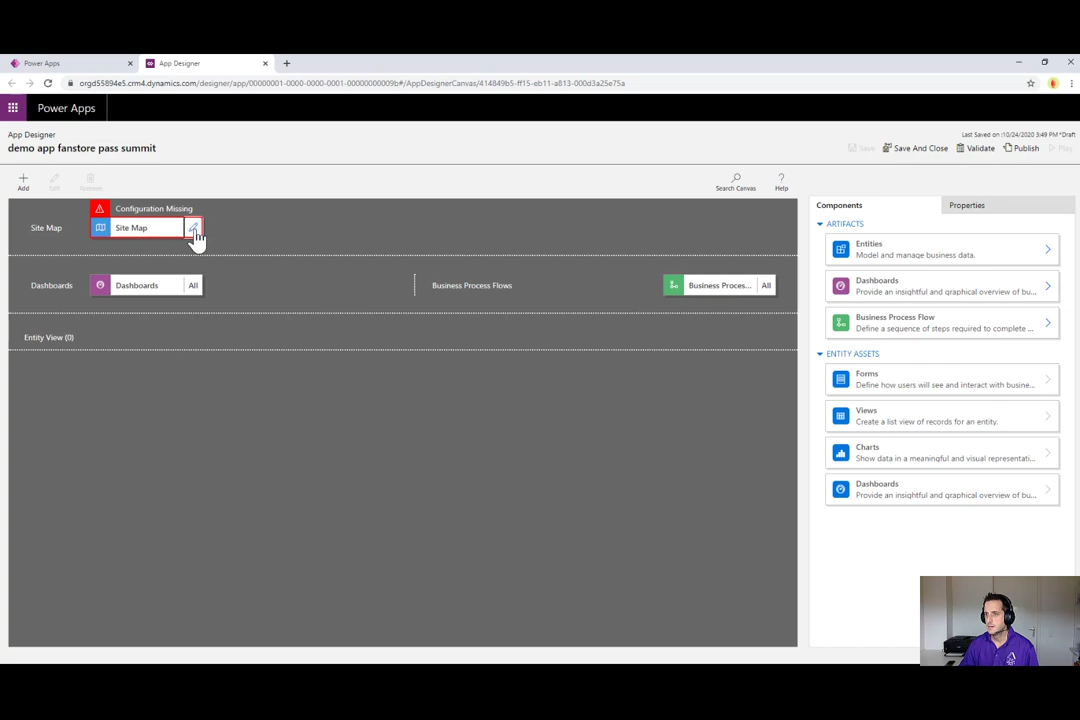 Power Apps
App Designer
orgd55894e5.crm4.dynamics.com/designer/app/00000001-0000-0000-0001-00000000009b#/AppDesignerCanvas/414849b5-ff15-eb11-a813-000d3a25e75a
Power Apps
App Designer
Last Saved on :10/24/2020 3:49 PM *Draft
demo app fanstore pass summit
Save
Save And Close
Validate
Publish
Play
Add
Edit
Remove
Search Canvas
Help
Configuration Missing
Site Map
Site Map
Dashboards
Dashboards
All
Business Process Flows
Business Proces...
All
Entity View (0)
Components
Properties
ARTIFACTS
Entities
Model and manage business data.
Dashboards
Provide an insightful and graphical overview of bu...
Business Process Flow
Define a sequence of steps required to complete ...
ENTITY ASSETS
Forms
Define how users will see and interact with busine...
Views
Create a list view of records for an entity.
Charts
Show data in a meaningful and visual representati...
Dashboards
Provide an insightful and graphical overview of bu...